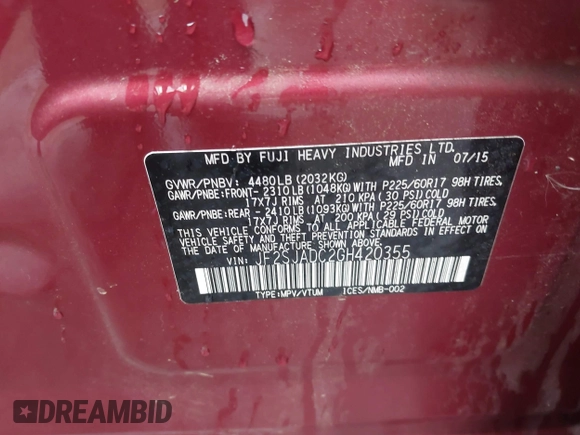 MFD BY FUJI HEAVY INDUSTRIES LTD.
MFD IN 07/15
GVWR/PNBV: 4480LB (2032KG)
GAWR/PNBE: FRONT- 2310LB (1048KG) WITH P225/60R17 98H TIRES,
17X7J RIMS AT 210 KPA (30 PSI) COLD
GAWR/PNBE: REAR - 2410LB (1093KG) WITH P225/60R17 98H TIRES,
17X7J RIMS AT 200 KPA (29 PSI) COLD
THIS VEHICLE CONFORMS TO ALL APPLICABLE FEDERAL MOTOR
VEHICLE SAFETY STANDARDS IN EFFECT ON
THE DATE OF MANUFACTURE SHOWN ABOVE.
VIN: JF2SJADC2GH420355
TYPE:MPV/VTUM ICES/NMB-002
DREAMBID